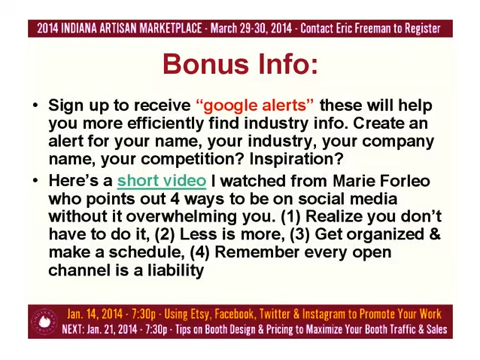 2014 INDIANA ARTISAN MARKETPLACE - March 29-30, 2014 - Contact Eric Freeman to Register
Bonus Info:
• Sign up to receive “google alerts” these will help
you more efficiently find industry info. Create an
alert for your name, your industry, your company
name, your competition? Inspiration?
• Here’s a short video I watched from Marie Forleo
who points out 4 ways to be on social media
without it overwhelming you. (1) Realize you don’t
have to do it, (2) Less is more, (3) Get organized &
make a schedule, (4) Remember every open
channel is a liability
Jan. 14, 2014 - 7:30p - Using Etsy, Facebook, Twitter & Instagram to Promote Your Work
NEXT: Jan. 21, 2014 - 7:30p - Tips on Booth Design & Pricing to Maximize Your Booth Traffic & Sales